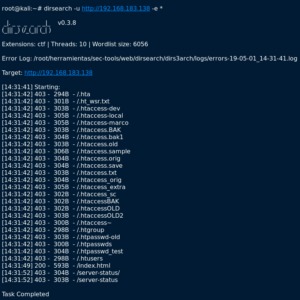 root@kali:~# dirsearch -u http://192.168.183.138 -e *
v0.3.8
Extensions: ctf | Threads: 10 | Wordlist size: 6056
Error Log: /root/herramientas/sec-tools/web/dirsearch/dirs3arch/logs/errors-19-05-01_14-31-41.log
Target: http://192.168.183.138
[14:31:41] Starting:
[14:31:42] 403 - 294B - /.hta
[14:31:42] 403 - 301B - /.ht_wsr.txt
[14:31:42] 403 - 303B - /.htaccess-dev
[14:31:42] 403 - 305B - /.htaccess-local
[14:31:42] 403 - 305B - /.htaccess-marco
[14:31:42] 403 - 303B - /.htaccess.BAK
[14:31:42] 403 - 304B - /.htaccess.bak1
[14:31:42] 403 - 303B - /.htaccess.old
[14:31:42] 403 - 306B - /.htaccess.sample
[14:31:42] 403 - 304B - /.htaccess.orig
[14:31:42] 403 - 304B - /.htaccess.save
[14:31:42] 403 - 303B - /.htaccess.txt
[14:31:42] 403 - 304B - /.htaccess_orig
[14:31:42] 403 - 305B - /.htaccess_extra
[14:31:42] 403 - 302B - /.htaccess_sc
[14:31:42] 403 - 302B - /.htaccessBAK
[14:31:42] 403 - 302B - /.htaccessOLD
[14:31:42] 403 - 303B - /.htaccessOLD2
[14:31:42] 403 - 300B - /.htaccess~
[14:31:42] 403 - 298B - /.htgroup
[14:31:42] 403 - 303B - /.htpasswd-old
[14:31:42] 403 - 300B - /.htpasswds
[14:31:42] 403 - 304B - /.htpasswd_test
[14:31:42] 403 - 298B - /.htusers
[14:31:49] 200 - 593B - /index.html
[14:31:52] 403 - 304B - /server-status/
[14:31:52] 403 - 303B - /server-status
Task Completed